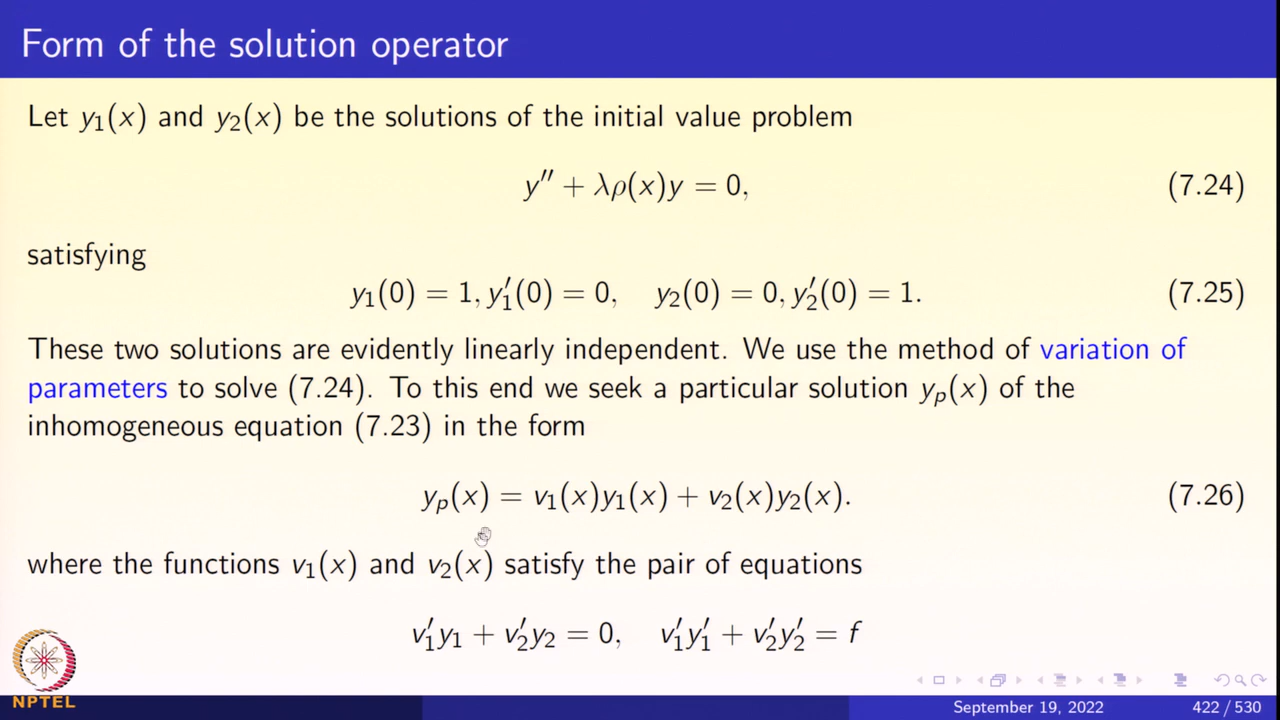 Form of the solution operator
Let y₁(x) and y₂(x) be the solutions of the initial value problem
y″ + λρ(x)y = 0, (7.24)
satisfying
y₁(0) = 1, y₁′(0) = 0, y₂(0) = 0, y₂′(0) = 1. (7.25)
These two solutions are evidently linearly independent. We use the method of variation of
parameters to solve (7.24). To this end we seek a particular solution yₚ(x) of the
inhomogeneous equation (7.23) in the form
yₚ(x) = v₁(x)y₁(x) + v₂(x)y₂(x). (7.26)
where the functions v₁(x) and v₂(x) satisfy the pair of equations
v₁′y₁ + v₂′y₂ = 0, v₁′y₁′ + v₂′y₂′ = f
NPTEL
September 19, 2022 422 / 530